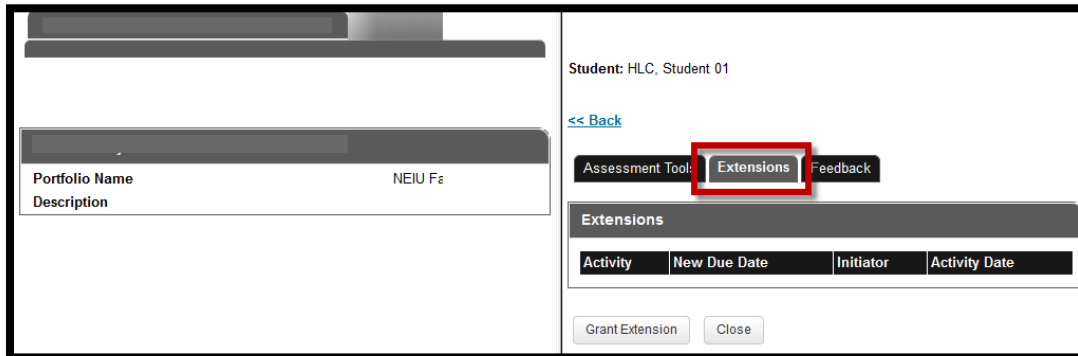 Portfolio Name NEIU Fa
Description
Student: HLC, Student 01
<< Back
Assessment Tools Extensions Feedback
Extensions
Activity New Due Date Initiator Activity Date
Grant Extension Close